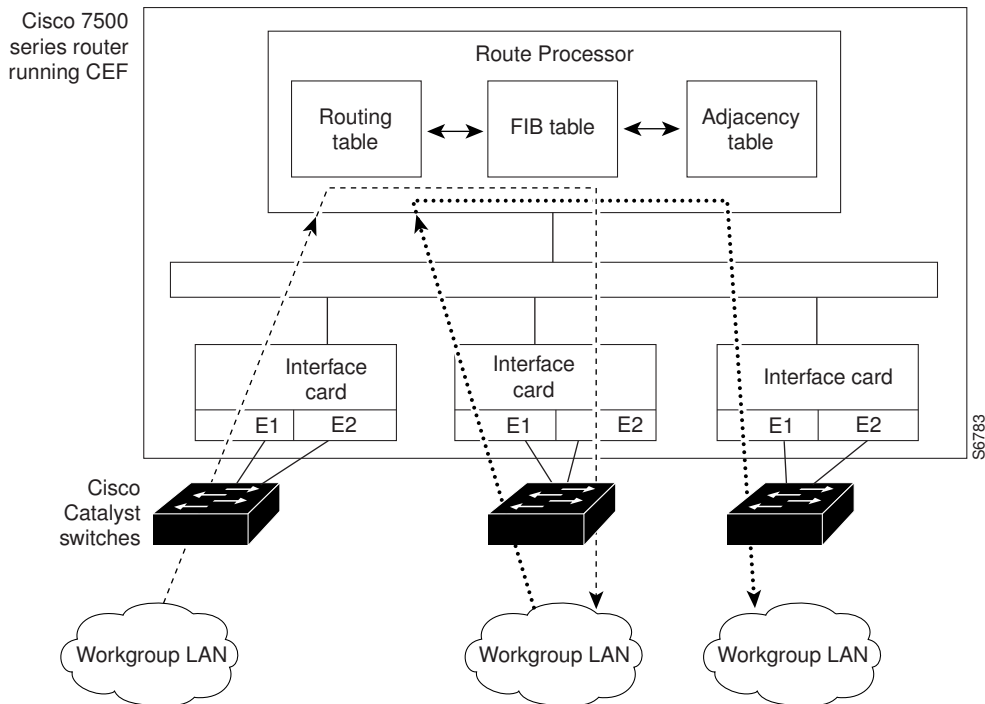 Cisco 7500
series router
running CEF
Route Processor
Routing
table
FIB table
Adjacency
table
Interface
card
E1
E2
Interface
card
E1
E2
Interface card
E1
E2
S6783
Cisco
Catalyst
switches
Workgroup LAN
Workgroup LAN
Workgroup LAN